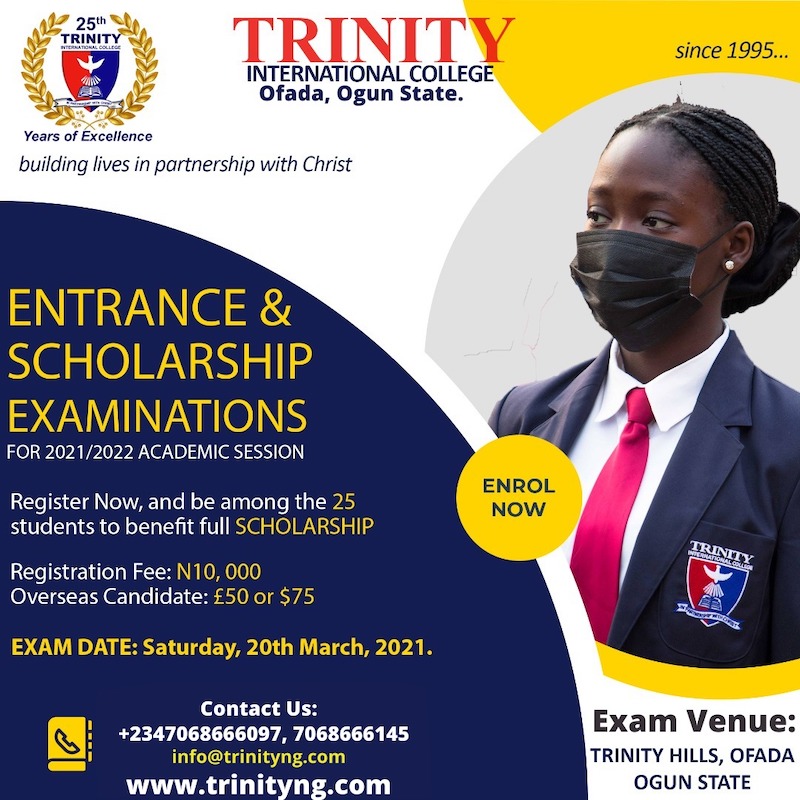 25th
TRINITY
INTERNATIONAL COLLEGE
Years of Excellence
building lives in partnership with Christ
TRINITY
INTERNATIONAL COLLEGE
Ofada, Ogun State.
since 1995...
ENTRANCE &
SCHOLARSHIP
EXAMINATIONS
FOR 2021/2022 ACADEMIC SESSION
Register Now, and be among the 25
students to benefit full SCHOLARSHIP
Registration Fee: N10, 000
Overseas Candidate: £50 or $75
EXAM DATE: Saturday, 20th March, 2021.
ENROL
NOW
TRINITY
INTERNATIONAL COLLEGE
IN PARTNERSHIP WITH CHRIST
Contact Us:
+2347068666097, 7068666145
info@trinityng.com
www.trinityng.com
Exam Venue:
TRINITY HILLS, OFADA
OGUN STATE